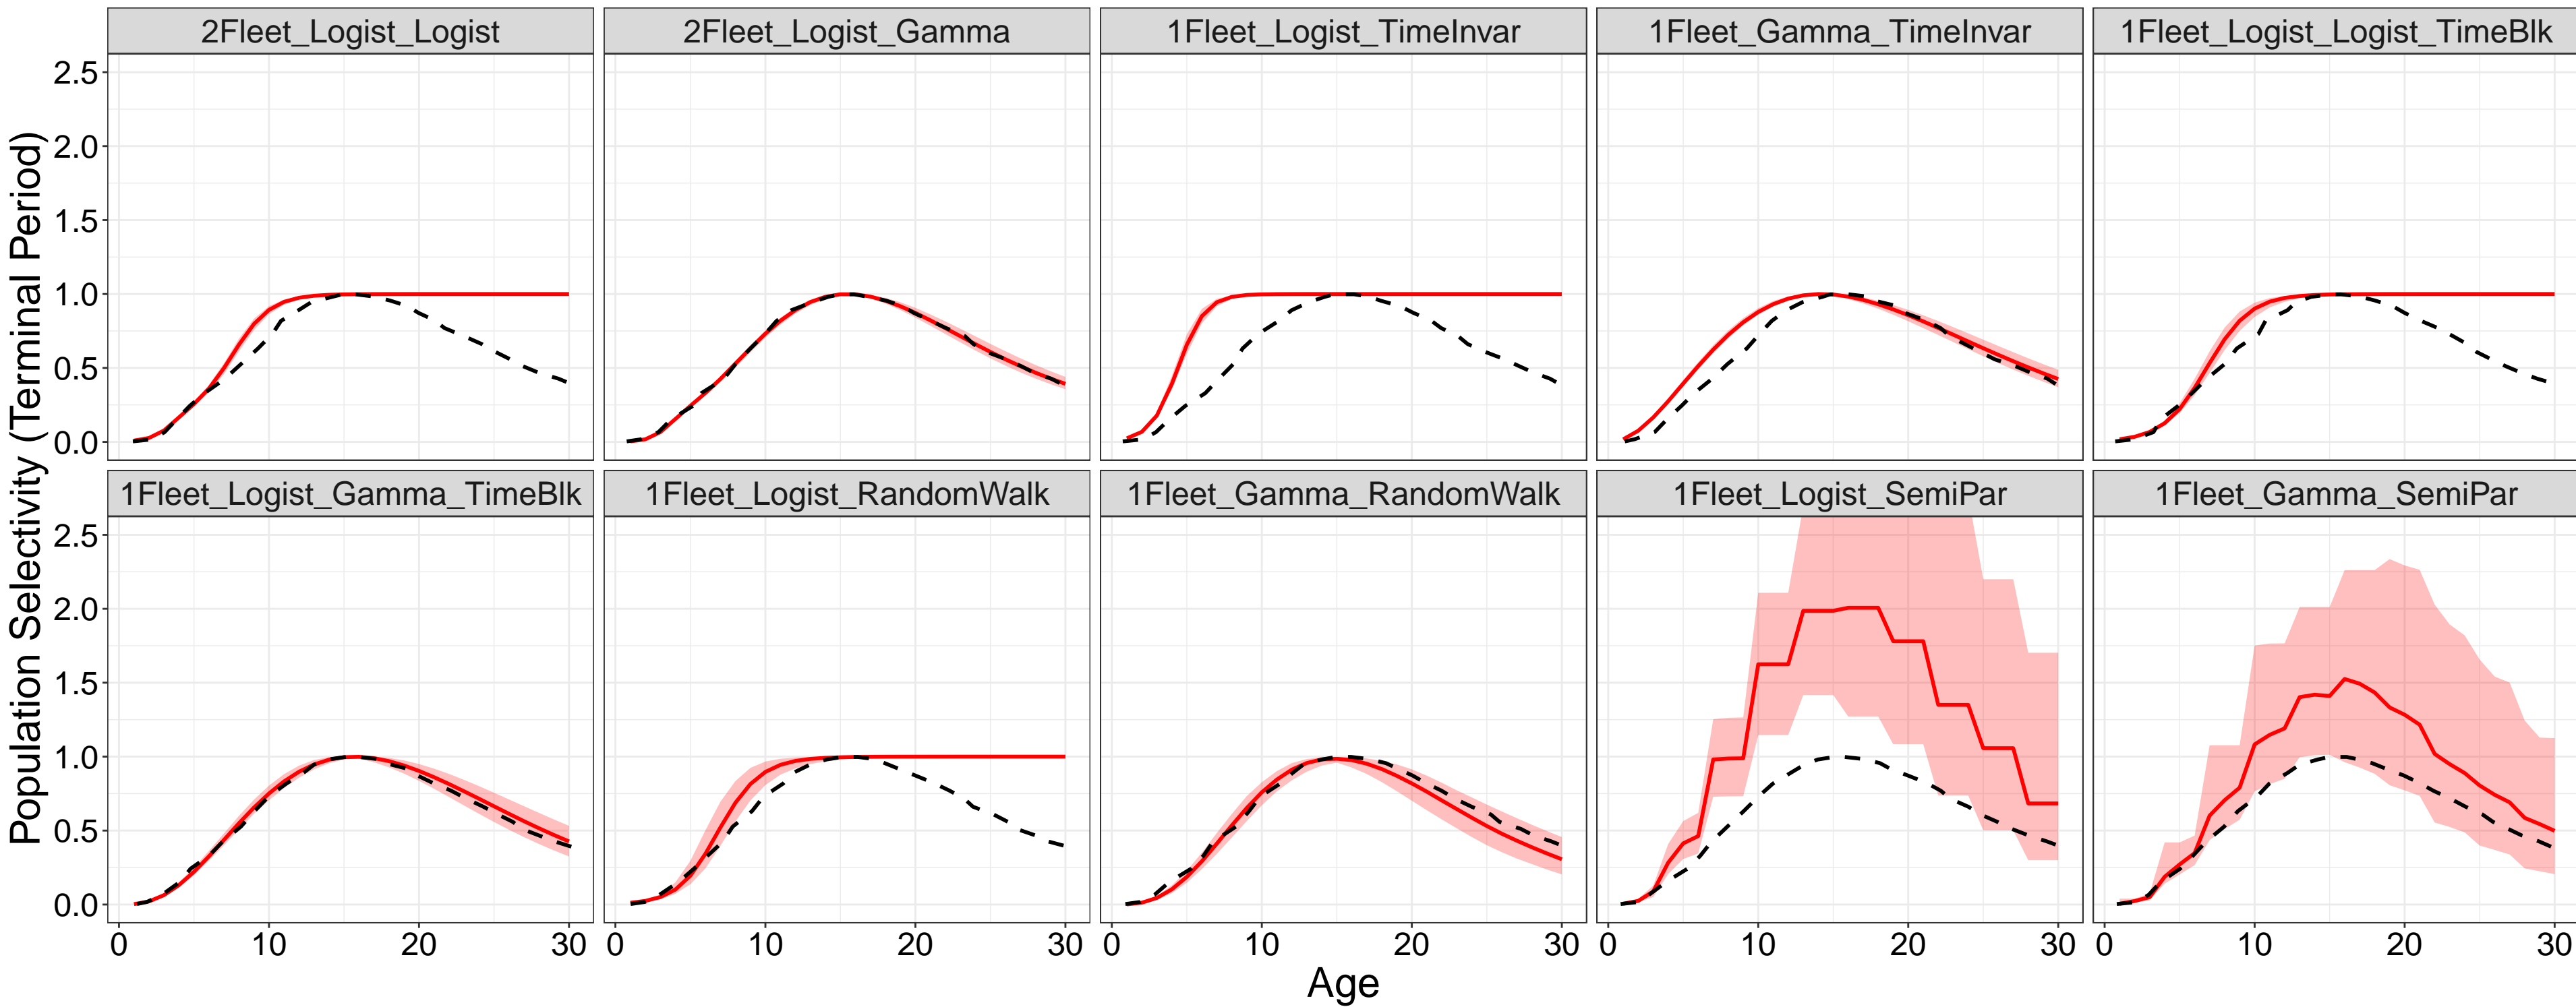 2Fleet_Logist_Logist
2Fleet_Logist_Gamma
1Fleet_Logist_TimeInvar
1Fleet_Gamma_TimeInvar
1Fleet_Logist_Logist_TimeBlk
2.5
2.0
1.5
1.0
0.5
0.0
Population Selectivity (Terminal Period)
1Fleet_Logist_Gamma_TimeBlk
1Fleet_Logist_RandomWalk
1Fleet_Gamma_RandomWalk
1Fleet_Logist_SemiPar
1Fleet_Gamma_SemiPar
2.5
2.0
1.5
1.0
0.5
0.0
0 10 20 30
0 10 20 30
0 10 20 30
0 10 20 30
0 10 20 30
Age